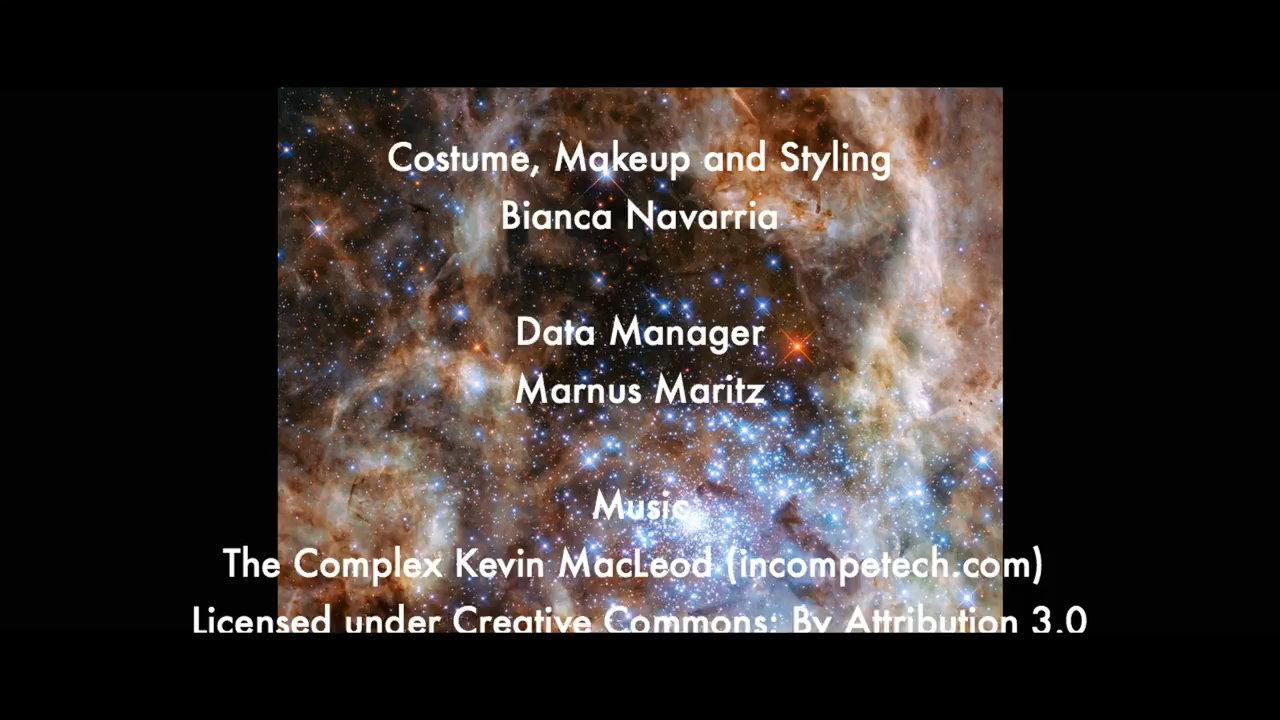 Costume, Makeup and Styling
Bianca Navarria
Data Manager
Marnus Maritz
Music
The Complex Kevin MacLeod (incompetech.com)
Licensed under Creative Commons: By Attribution 3.0